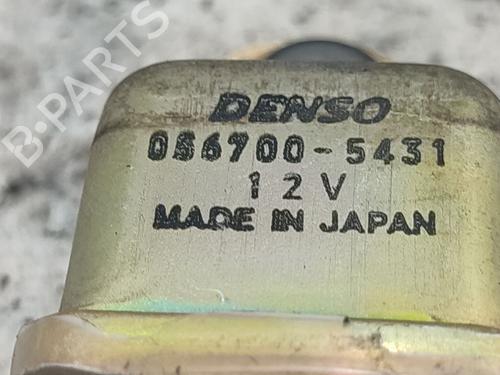 B-PARTS
DENSO
056700-5431
12V
MADE IN JAPAN